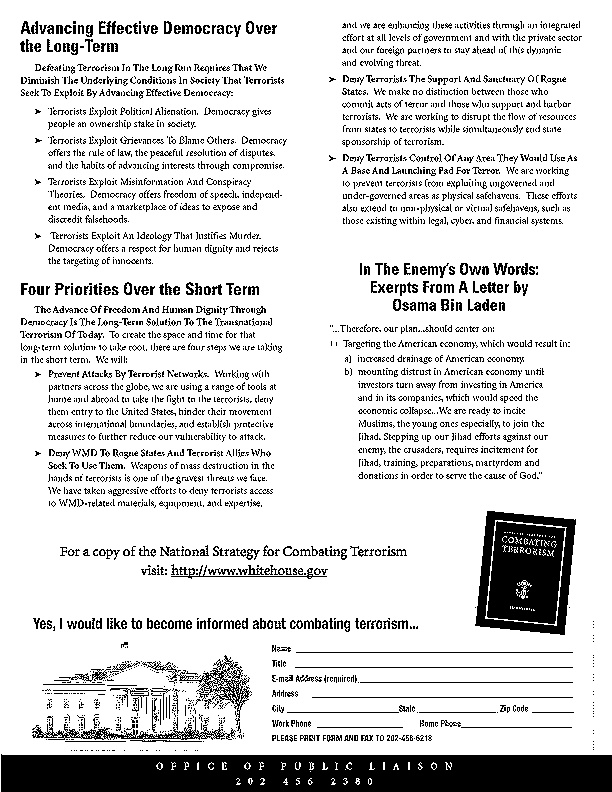 Advancing Effective Democracy Over
the Long-Term
Defeating Terrorism In The Long Run Requires That We
Diminish The Underlying Conditions In Society That Terrorists
Seek To Exploit By Advancing Effective Democracy:
➤ Terrorists Exploit Political Alienation. Democracy gives
people an ownership stake in society.
➤ Terrorists Exploit Grievances To Blame Others. Democracy
offers the rule of law, the peaceful resolution of disputes,
and the habits of advancing interests through compromise.
➤ Terrorists Exploit Misinformation And Conspiracy
Theories. Democracy offers freedom of speech, independ-
ent media, and a marketplace of ideas to expose and
discredit falsehoods.
➤ Terrorists Exploit An Ideology That Justifies Murder.
Democracy offers a respect for human dignity and rejects
the targeting of innocents.
Four Priorities Over the Short Term
The Advance Of Freedom And Human Dignity Through
Democracy Is The Long-Term Solution To The Transnational
Terrorism Of Today. To create the space and time for that
long-term solution to take root, there are four steps we are taking
in the short term. We will:
➤ Prevent Attacks By Terrorist Networks. Working with
partners across the globe, we are using a range of tools at
home and abroad to take the fight to the terrorists, deny
them entry to the United States, hinder their movement
across international boundaries, and establish protective
measures to further reduce our vulnerability to attack.
➤ Deny WMD To Rogue States And Terrorist Allies Who
Seek To Use Them. Weapons of mass destruction in the
hands of terrorists is one of the gravest threats we face.
We have taken aggressive efforts to deny terrorists access
to WMD-related materials, equipment, and expertise,
and we are enhancing these activities through an integrated
effort at all levels of government and with the private sector
and our foreign partners to stay ahead of this dynamic
and evolving threat.
➤ Deny Terrorists The Support And Sanctuary Of Rogue
States. We make no distinction between those who
commit acts of terror and those who support and harbor
terrorists. We are working to disrupt the flow of resources
from states to terrorists while simultaneously end state
sponsorship of terrorism.
➤ Deny Terrorists Control Of Any Area They Would Use As
A Base And Launching Pad For Terror. We are working
to prevent terrorists from exploiting ungoverned and
under-governed areas as physical safehavens. These efforts
also extend to non-physical or virtual safehavens, such as
those existing within legal, cyber, and financial systems.
In The Enemy's Own Words:
Exerpts From A Letter by
Osama Bin Laden
"...Therefore, our plan...should center on:
Targeting the American economy, which would result in:
a) increased drainage of American economy.
b) mounting distrust in American economy until
investors turn away from investing in America
and in its companies, which would speed the
economic collapse...We are ready to incite
Muslims, the young ones especially, to join the
Jihad. Stepping up our Jihad efforts against our
enemy, the crusaders, requires incitement for
Jihad, training, preparations, martyrdom and
donations in order to serve the cause of God."
For a copy of the National Strategy for Combating Terrorism
visit: http://www.whitehouse.gov
COMBATING
TERRORISM
Yes, I would like to become informed about combating terrorism...
Name
Title
E-mail Address (required)
Address
City State Zip Code
Work Phone Home Phone
PLEASE PRINT FORM AND FAX TO 202-456-6218
OFFICE OF PUBLIC LIAISON
202 456 2380